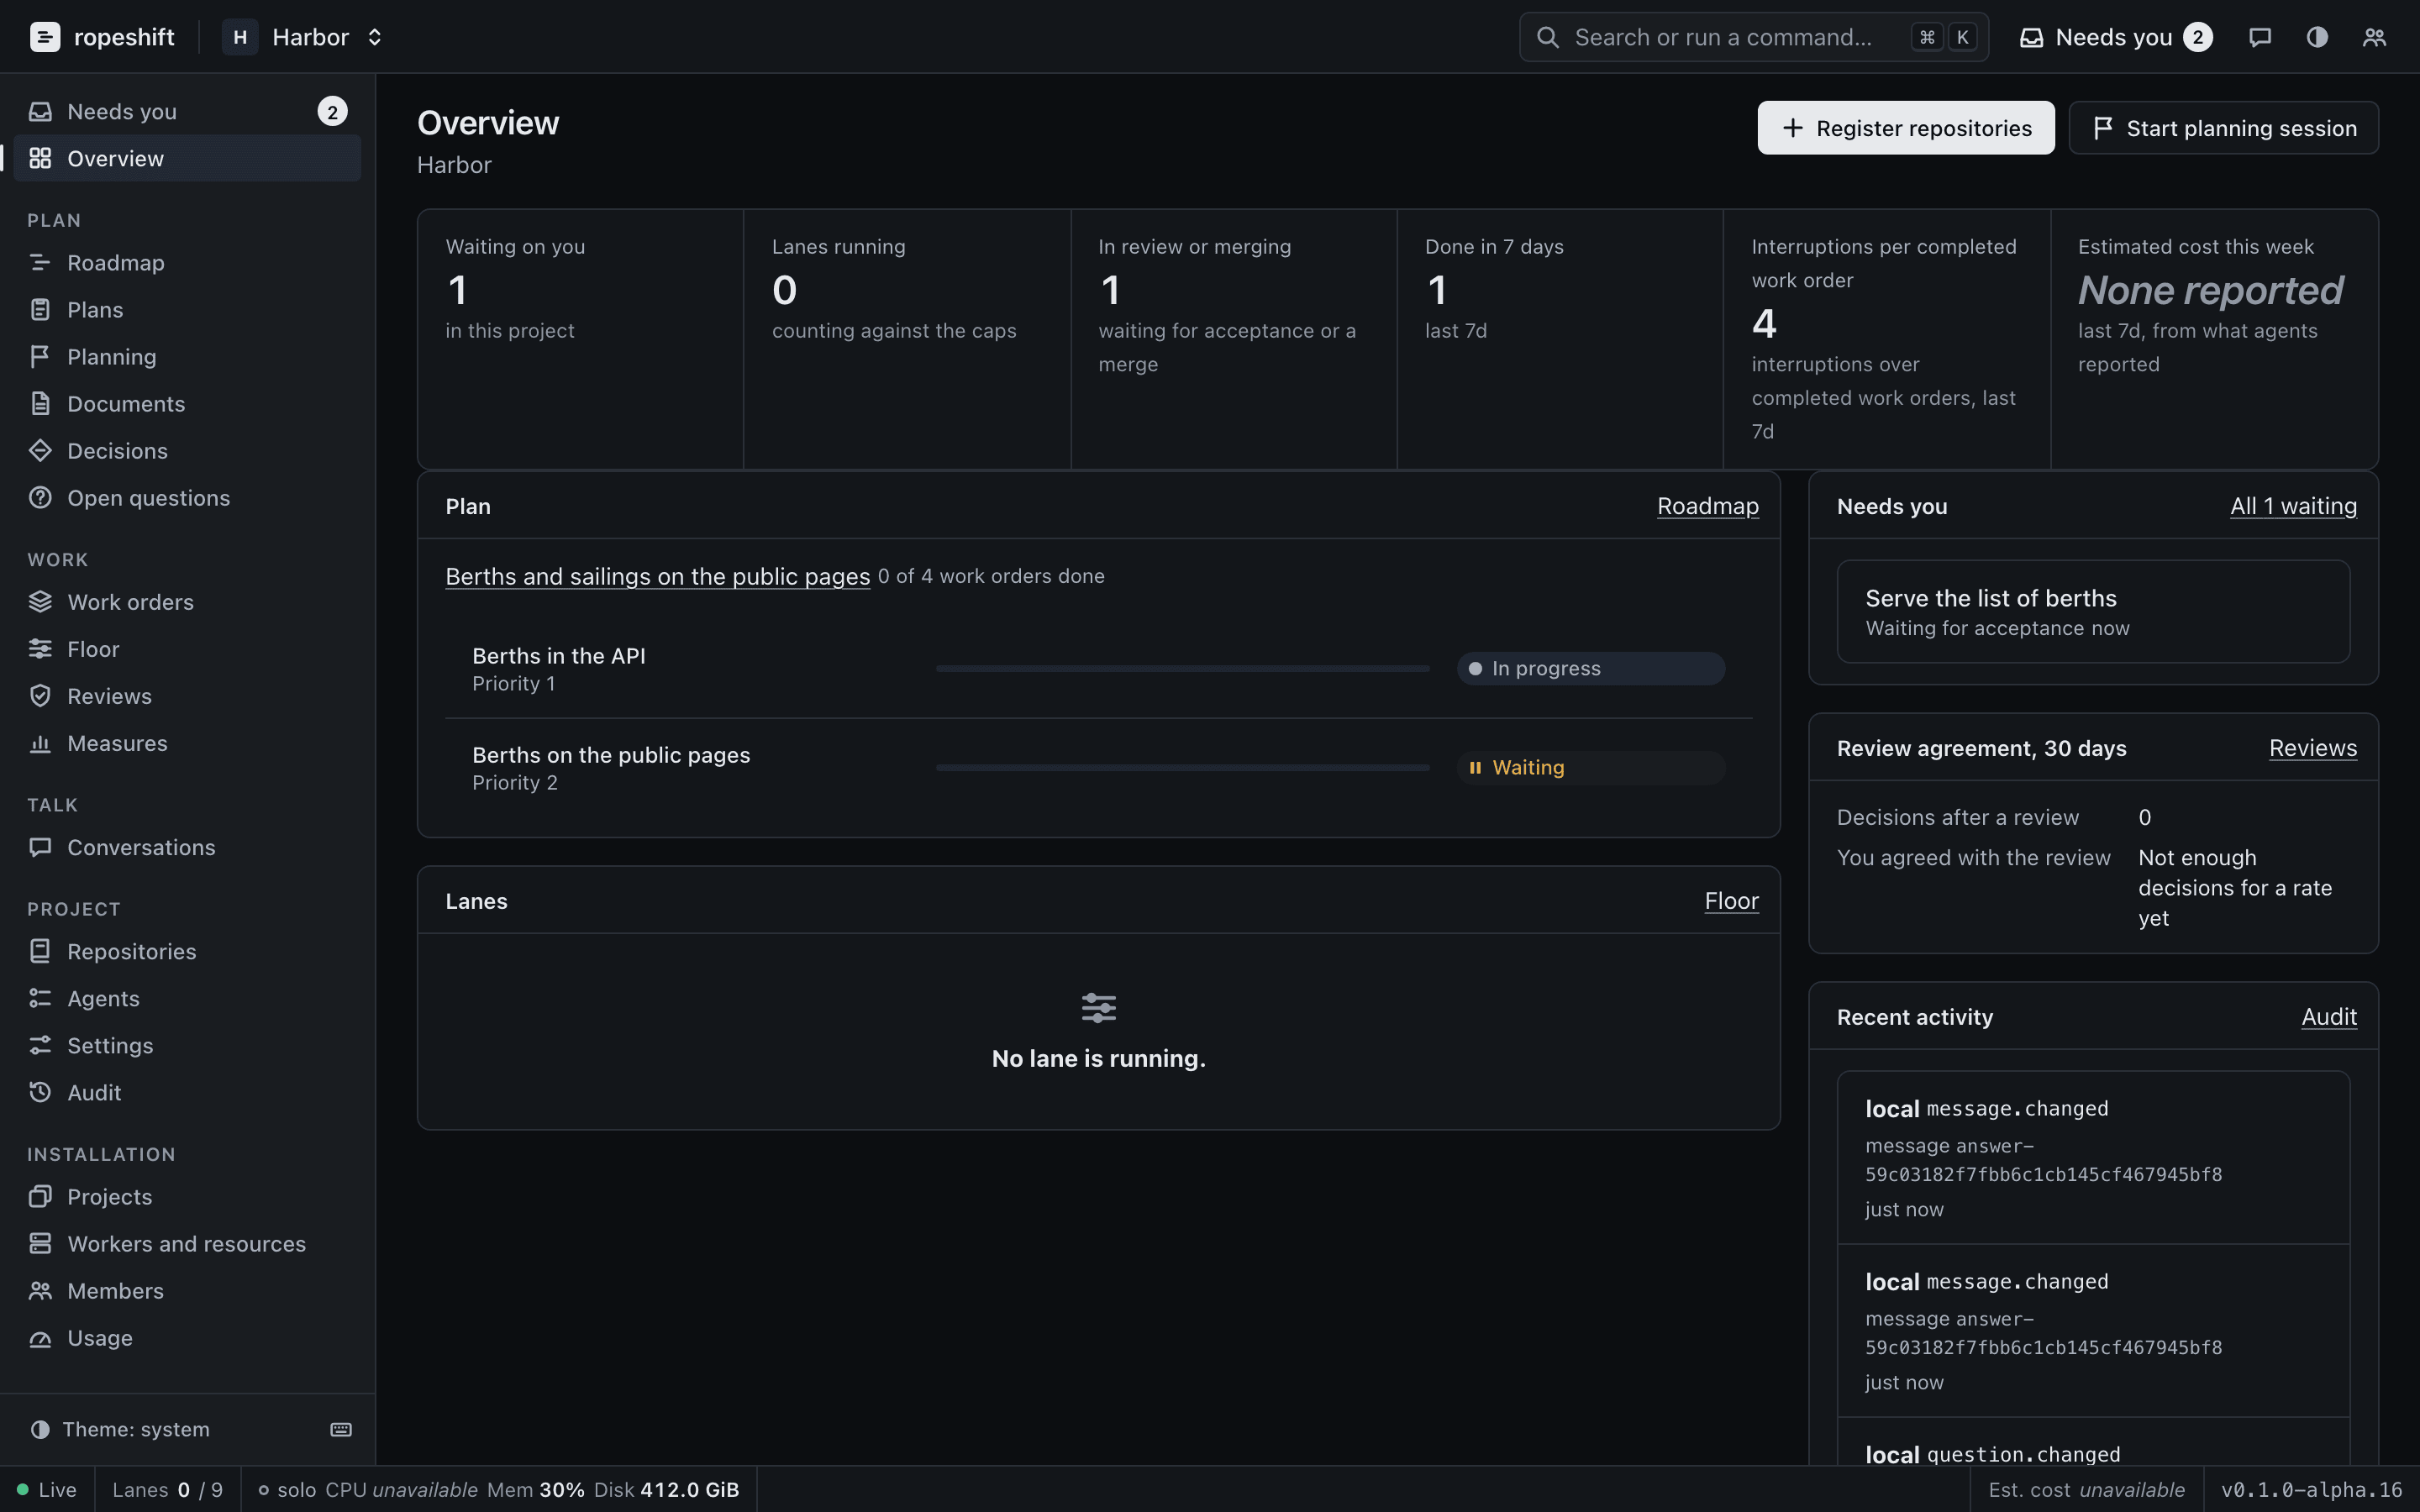 ropeshift
H Harbor
Search or run a command... ⌘ K
Needs you 2
Needs you 2
Overview
PLAN
Roadmap
Plans
Planning
Documents
Decisions
Open questions
WORK
Work orders
Floor
Reviews
Measures
TALK
Conversations
PROJECT
Repositories
Agents
Settings
Audit
INSTALLATION
Projects
Workers and resources
Members
Usage
Theme: system
Overview
Harbor
Register repositories
Start planning session
Waiting on you
1
in this project
Lanes running
0
counting against the caps
In review or merging
1
waiting for acceptance or a
merge
Done in 7 days
1
last 7d
Interruptions per completed
work order
4
interruptions over
completed work orders, last
7d
Estimated cost this week
None reported
last 7d, from what agents
reported
Plan Roadmap
Berths and sailings on the public pages 0 of 4 work orders done
Berths in the API
Priority 1
In progress
Berths on the public pages
Priority 2
Waiting
Lanes Floor
No lane is running.
Needs you All 1 waiting
Serve the list of berths
Waiting for acceptance now
Review agreement, 30 days Reviews
Decisions after a review 0
You agreed with the review Not enough
decisions for a rate
yet
Recent activity Audit
local message.changed
message answer-
59c03182f7fbb6c1cb145cf467945bf8
just now
local message.changed
message answer-
59c03182f7fbb6c1cb145cf467945bf8
just now
local question.changed
Live
Lanes 0 / 9
solo CPU unavailable Mem 30% Disk 412.0 GiB
Est. cost unavailable
v0.1.0-alpha.16